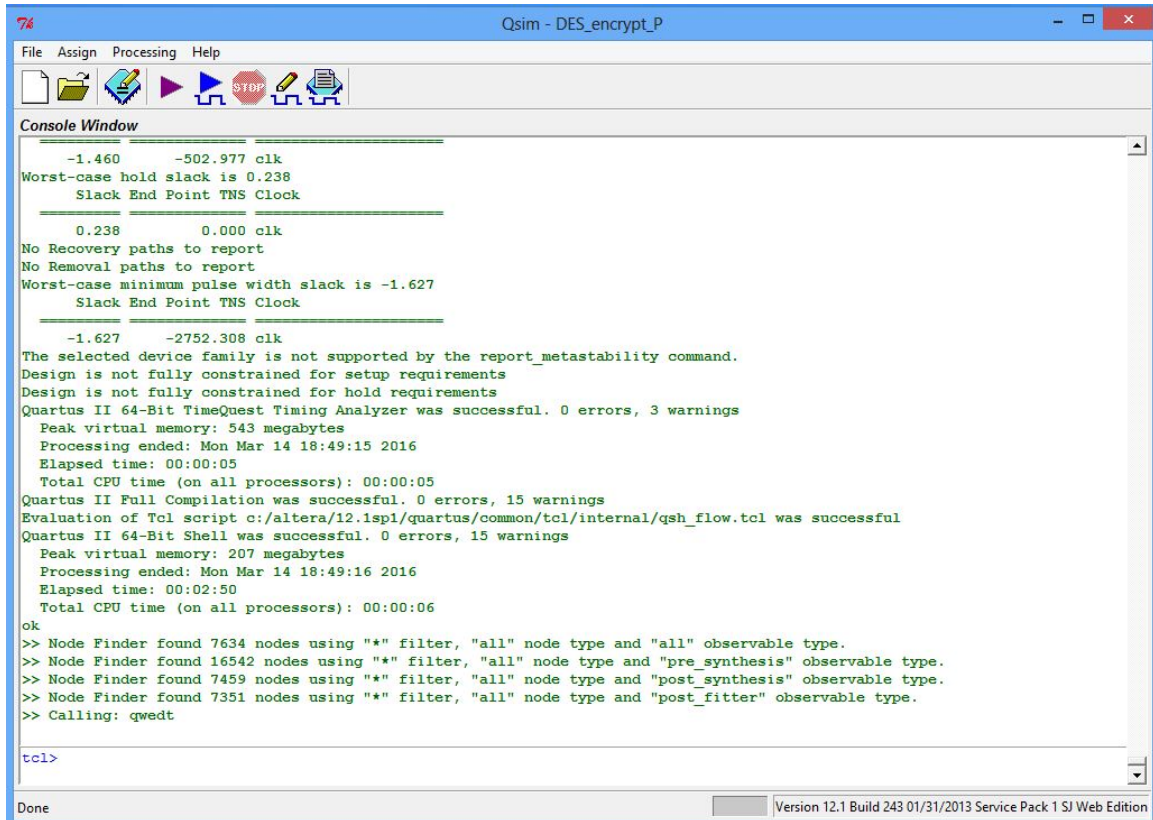 Qsim - DES_encrypt_P
File Assign Processing Help
STOP
Console Window
========= ============= =====================
-1.460 -502.977 clk
Worst-case hold slack is 0.238
Slack End Point TNS Clock
========= ============= =====================
0.238 0.000 clk
No Recovery paths to report
No Removal paths to report
Worst-case minimum pulse width slack is -1.627
Slack End Point TNS Clock
========= ============= =====================
-1.627 -2752.308 clk
The selected device family is not supported by the report_metastability command.
Design is not fully constrained for setup requirements
Design is not fully constrained for hold requirements
Quartus II 64-Bit TimeQuest Timing Analyzer was successful. 0 errors, 3 warnings
Peak virtual memory: 543 megabytes
Processing ended: Mon Mar 14 18:49:15 2016
Elapsed time: 00:00:05
Total CPU time (on all processors): 00:00:05
Quartus II Full Compilation was successful. 0 errors, 15 warnings
Evaluation of Tcl script c:/altera/12.1sp1/quartus/common/tcl/internal/qsh_flow.tcl was successful
Quartus II 64-Bit Shell was successful. 0 errors, 15 warnings
Peak virtual memory: 207 megabytes
Processing ended: Mon Mar 14 18:49:16 2016
Elapsed time: 00:02:50
Total CPU time (on all processors): 00:00:06
ok
>> Node Finder found 7634 nodes using "*" filter, "all" node type and "all" observable type.
>> Node Finder found 16542 nodes using "*" filter, "all" node type and "pre_synthesis" observable type.
>> Node Finder found 7459 nodes using "*" filter, "all" node type and "post_synthesis" observable type.
>> Node Finder found 7351 nodes using "*" filter, "all" node type and "post_fitter" observable type.
>> Calling: qwedt
tcl>
Done
Version 12.1 Build 243 01/31/2013 Service Pack 1 SJ Web Edition